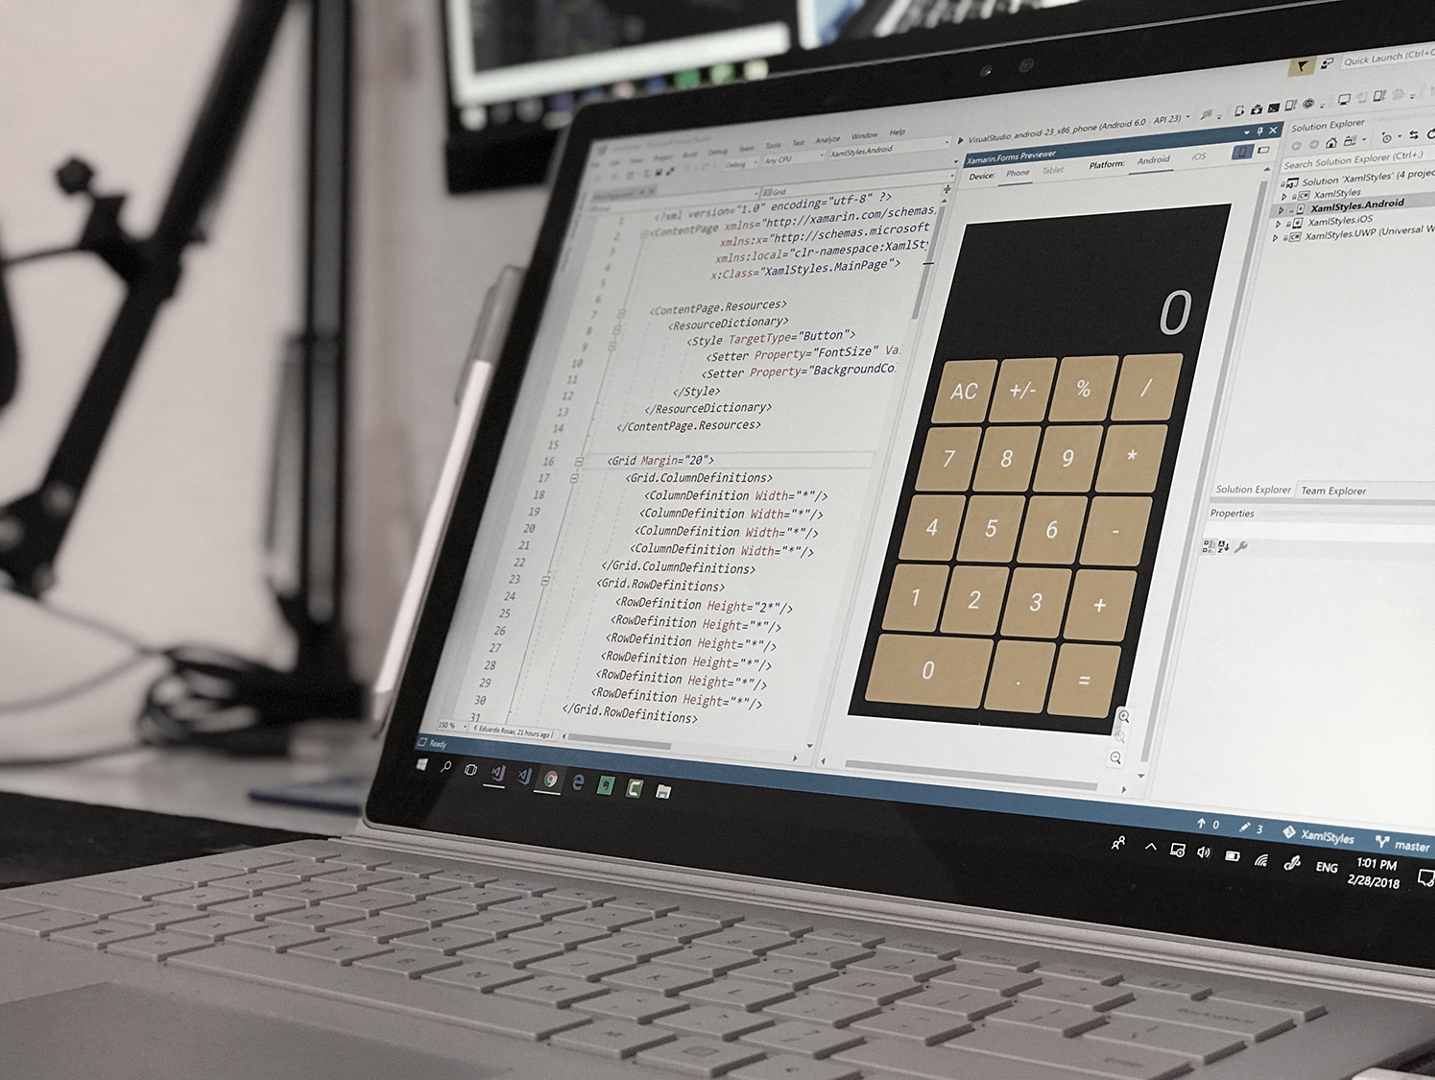 Quick Launch (Ctrl+Q
Tools Test Analyze Window Help
Debug Any CPU XamlStyles.Android
VisualStudio_android-23_x86_phone (Android 6.0 - API 23)
Grid
1 <?xml version="1.0" encoding="utf-8" ?>
2 <ContentPage xmlns="http://xamarin.com/schemas,
3 xmlns:x="http://schemas.microsoft
4 xmlns:local="clr-namespace:XamlSty
5 x:Class="XamlStyles.MainPage">
6
7 <ContentPage.Resources>
8 <ResourceDictionary>
9 <Style TargetType="Button">
10 <Setter Property="FontSize" Va
11 <Setter Property="BackgroundCo
12 </Style>
13 </ResourceDictionary>
14 </ContentPage.Resources>
15
16 <Grid Margin="20">
17 <Grid.ColumnDefinitions>
18 <ColumnDefinition Width="*"/>
19 <ColumnDefinition Width="*"/>
20 <ColumnDefinition Width="*"/>
21 <ColumnDefinition Width="*"/>
22 </Grid.ColumnDefinitions>
23 <Grid.RowDefinitions>
24 <RowDefinition Height="2*"/>
25 <RowDefinition Height="*"/>
26 <RowDefinition Height="*"/>
27 <RowDefinition Height="*"/>
28 <RowDefinition Height="*"/>
29 <RowDefinition Height="*"/>
30 </Grid.RowDefinitions>
31
150 % Eduardo Rosas, 21 hours ago
Ready
Xamarin.Forms Previewer
Device: Phone Tablet Platform: Android iOS
0
AC +/- % /
7 8 9 *
4 5 6 -
1 2 3 +
0 . =
Solution Explorer
Search Solution Explorer (Ctrl+;)
Solution 'XamlStyles' (4 projec
XamlStyles
XamlStyles.Android
XamlStyles.iOS
XamlStyles.UWP (Universal W
Solution Explorer Team Explorer
Properties
0 3 XamlStyles master
ENG 1:01 PM
2/28/2018